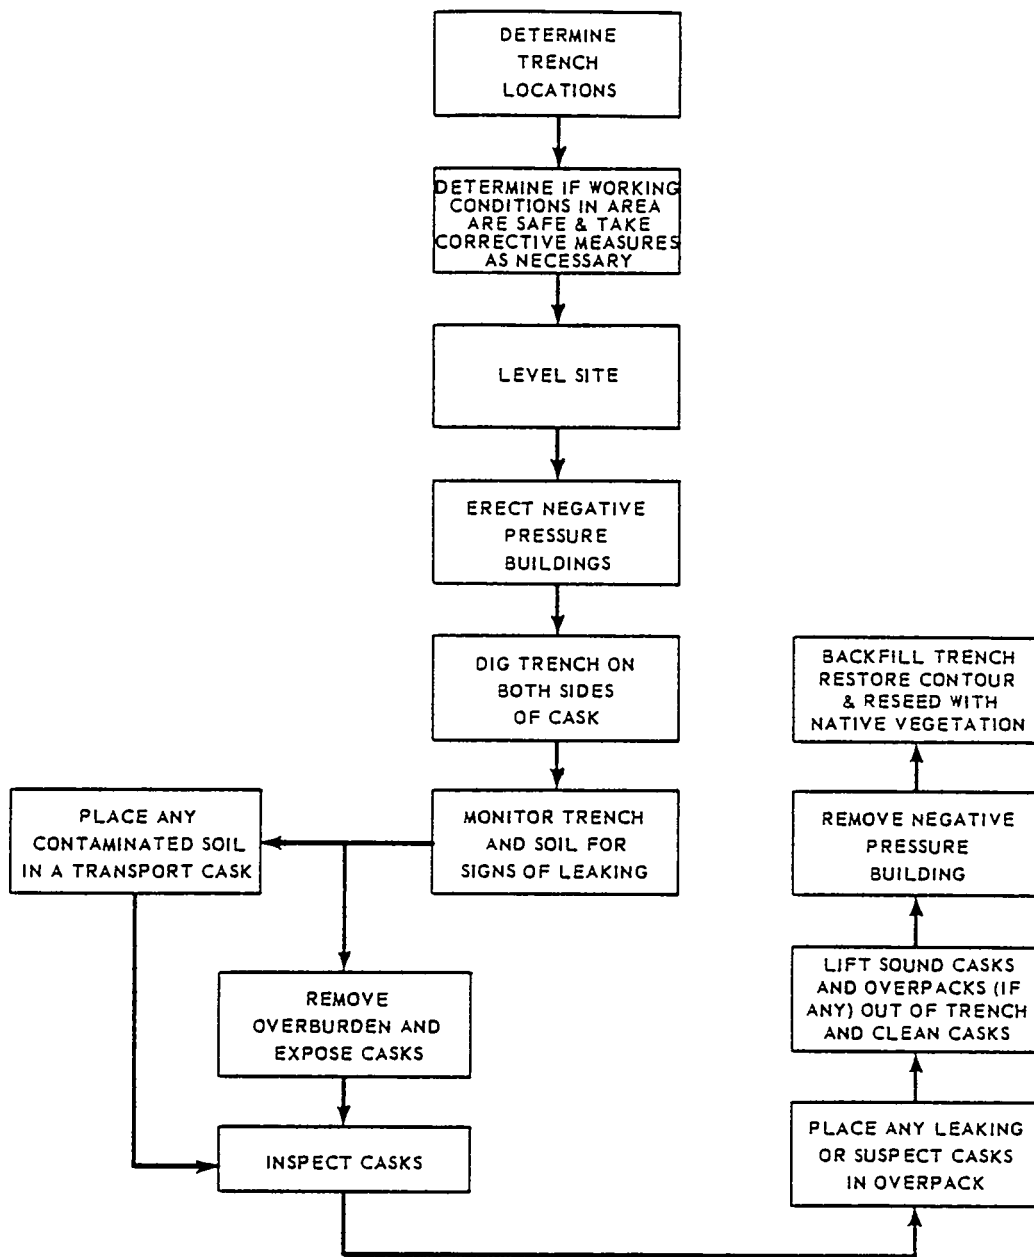 DETERMINE
TRENCH
LOCATIONS
DETERMINE IF WORKING
CONDITIONS IN AREA
ARE SAFE & TAKE
CORRECTIVE MEASURES
AS NECESSARY
LEVEL SITE
ERECT NEGATIVE
PRESSURE
BUILDINGS
DIG TRENCH ON
BOTH SIDES
OF CASK
MONITOR TRENCH
AND SOIL FOR
SIGNS OF LEAKING
PLACE ANY
CONTAMINATED SOIL
IN A TRANSPORT CASK
REMOVE
OVERBURDEN AND
EXPOSE CASKS
INSPECT CASKS
PLACE ANY LEAKING
OR SUSPECT CASKS
IN OVERPACK
LIFT SOUND CASKS
AND OVERPACKS (IF
ANY) OUT OF TRENCH
AND CLEAN CASKS
REMOVE NEGATIVE
PRESSURE
BUILDING
BACKFILL TRENCH
RESTORE CONTOUR
& RESEED WITH
NATIVE VEGETATION